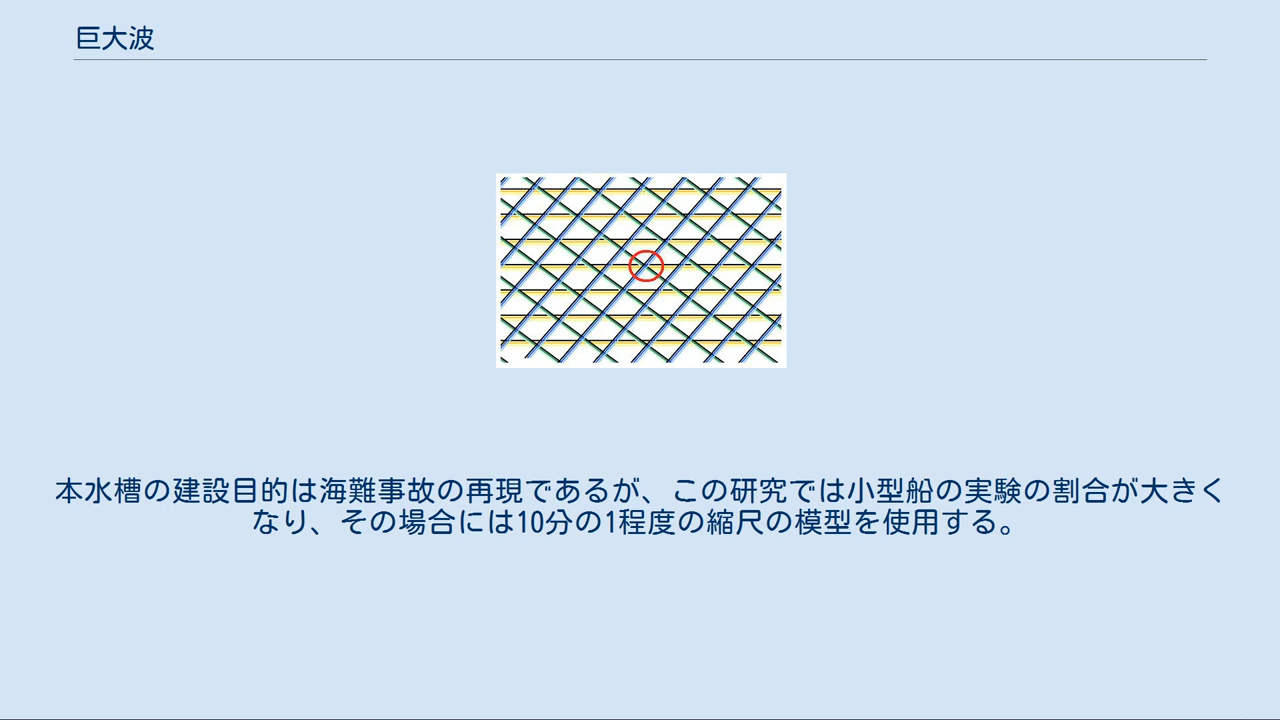 巨大波
本水槽の建設目的は海難事故の再現であるが、この研究では小型船の実験の割合が大きく
なり、その場合には10分の1程度の縮尺の模型を使用する。